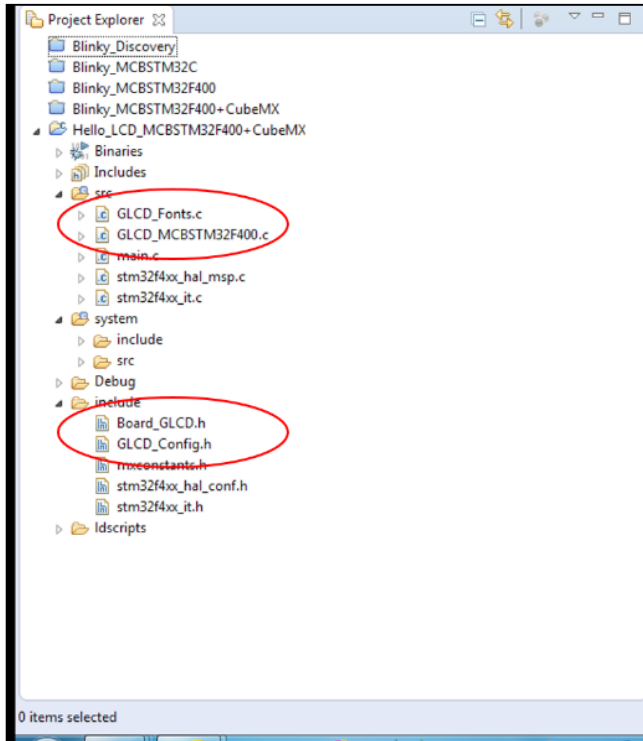 Project Explorer
Blinky_Discovery
Blinky_MCBSTM32C
Blinky_MCBSTM32F400
Blinky_MCBSTM32F400+CubeMX
Hello_LCD_MCBSTM32F400+CubeMX
Binaries
Includes
src
GLCD_Fonts.c
GLCD_MCBSTM32F400.c
main.c
stm32f4xx_hal_msp.c
stm32f4xx_it.c
system
include
src
Debug
include
Board_GLCD.h
GLCD_Config.h
mxconstants.h
stm32f4xx_hal_conf.h
stm32f4xx_it.h
ldscripts
0 items selected